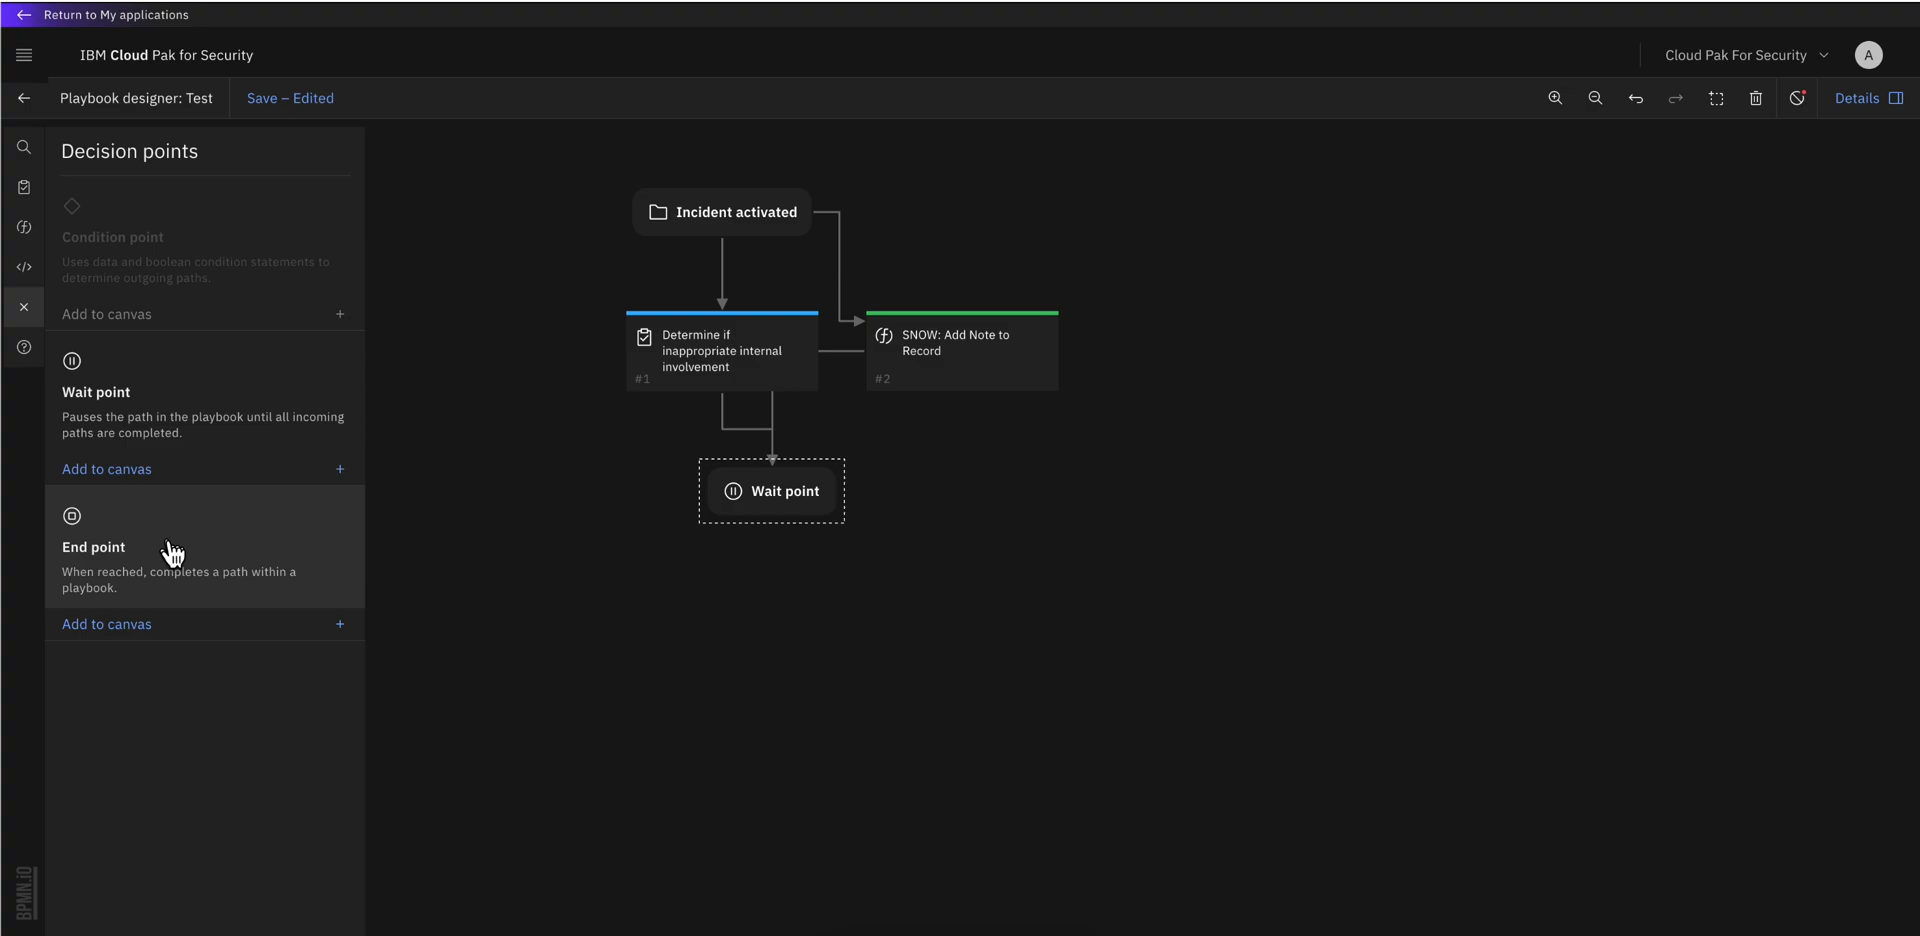 Return to My applications
IBM Cloud Pak for Security
Cloud Pak For Security
A
Playbook designer: Test
Save – Edited
Details
Decision points
Condition point
Uses data and boolean condition statements to
determine outgoing paths.
Add to canvas +
Wait point
Pauses the path in the playbook until all incoming
paths are completed.
Add to canvas +
End point
When reached, completes a path within a
playbook.
Add to canvas +
Incident activated
Determine if
inappropriate internal
involvement
#1
SNOW: Add Note to
Record
#2
Wait point
BPMN.iO